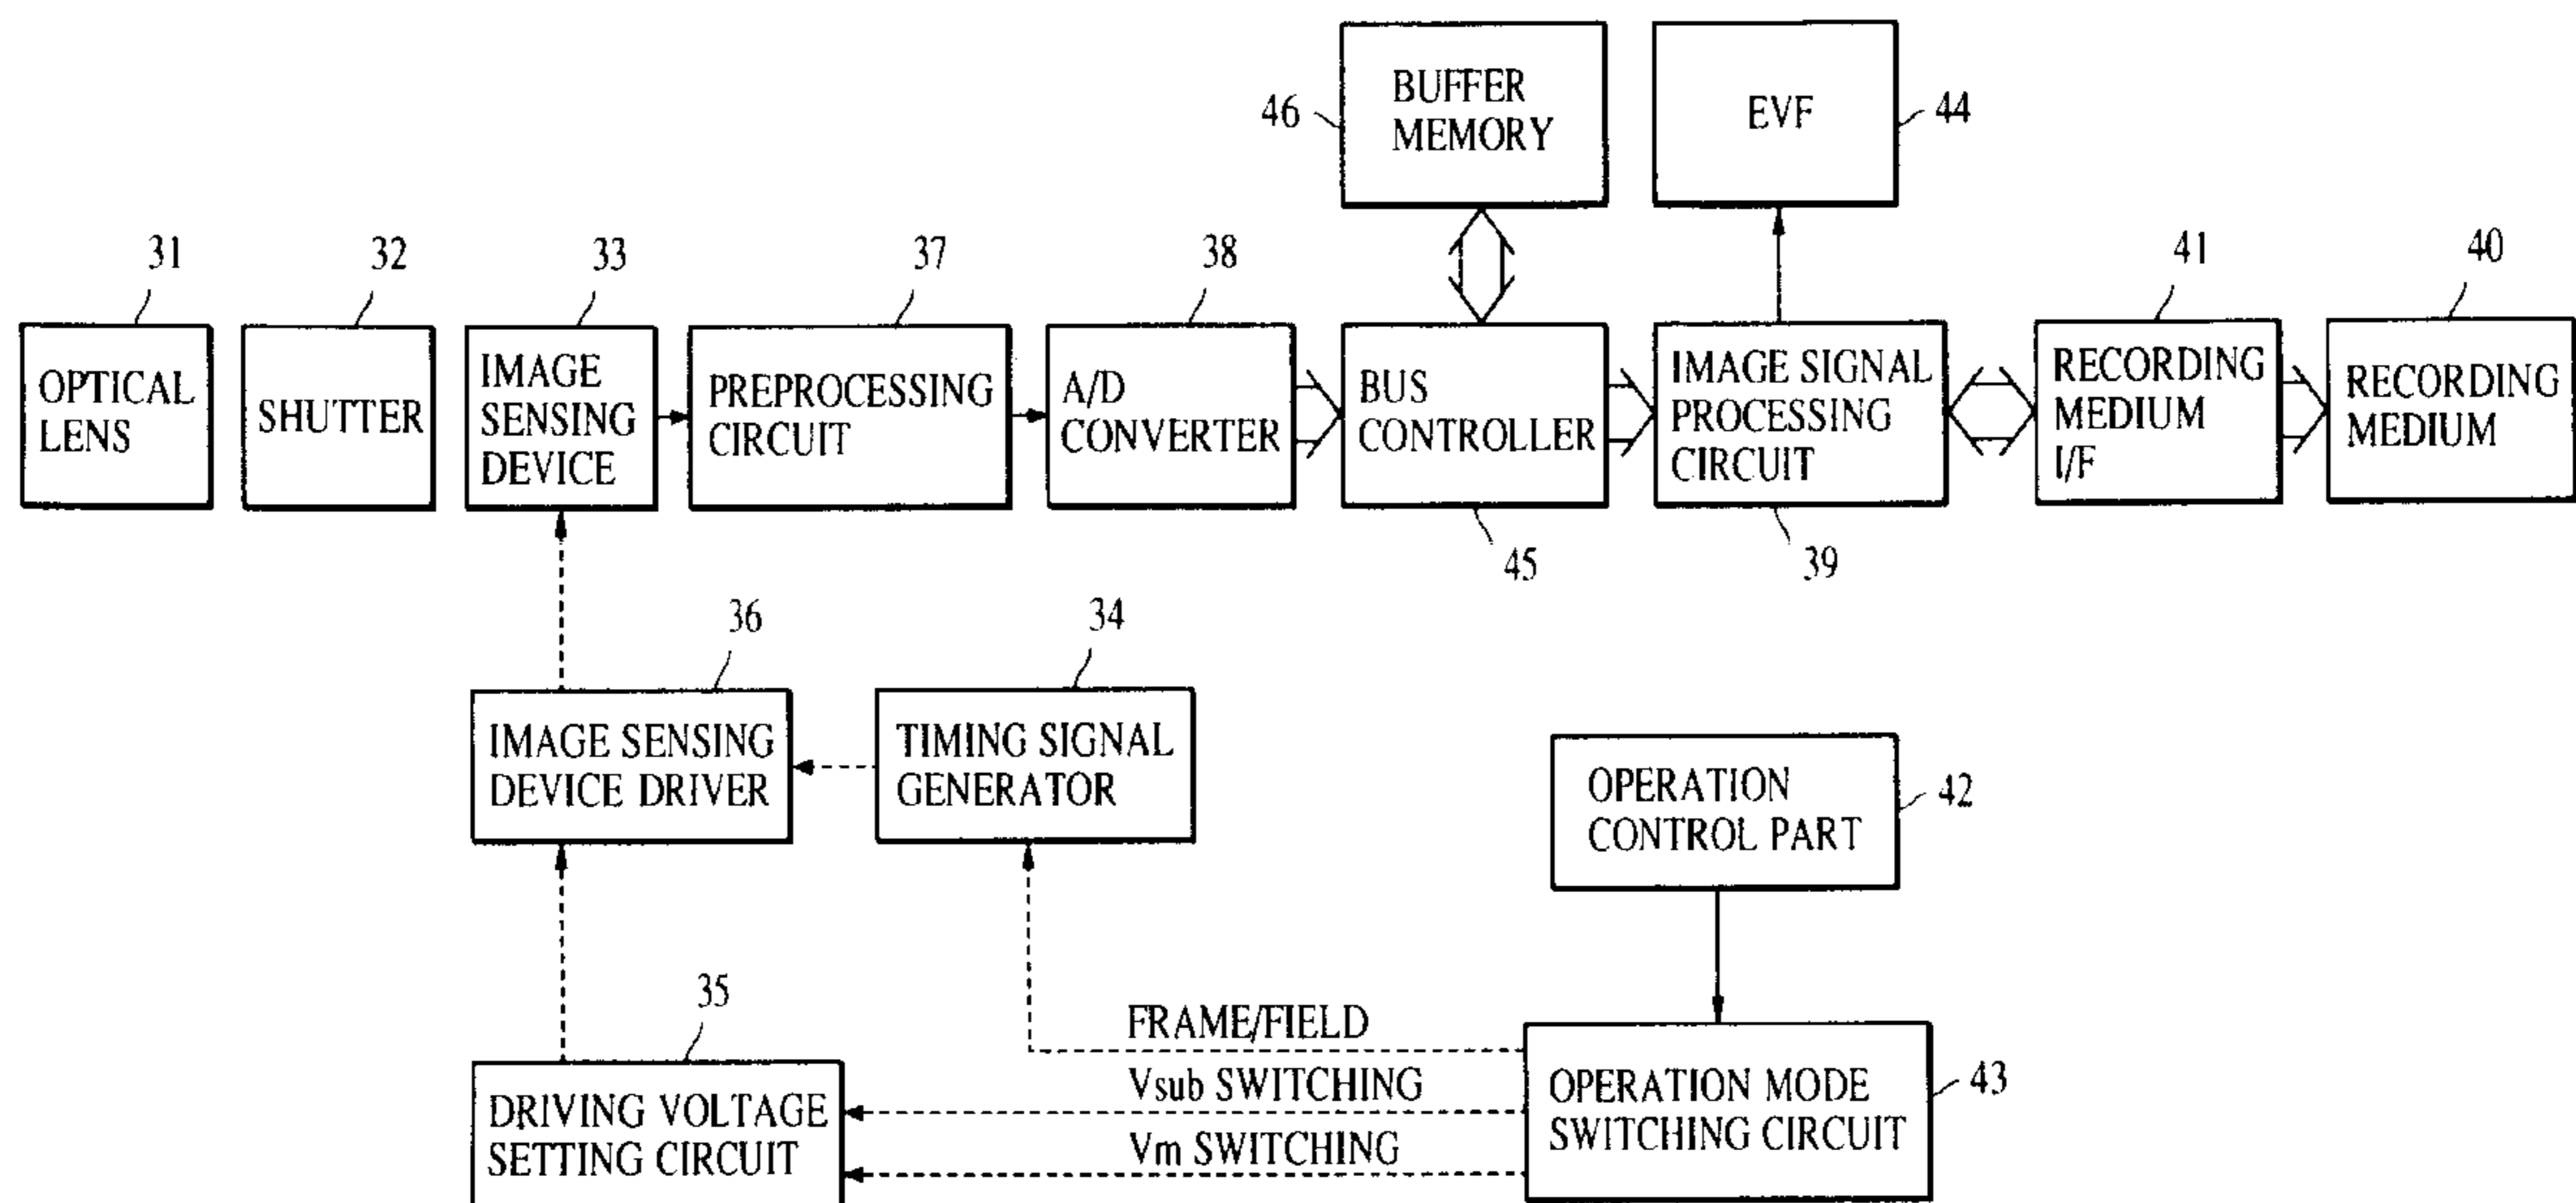 BUFFER
MEMORY
46
EVF
44
31
32
33
37
38
41
40
OPTICAL
LENS
SHUTTER
IMAGE
SENSING
DEVICE
PREPROCESSING
CIRCUIT
A/D
CONVERTER
BUS
CONTROLLER
IMAGE SIGNAL
PROCESSING
CIRCUIT
RECORDING
MEDIUM
I/F
RECORDING
MEDIUM
45
39
36
34
IMAGE SENSING
DEVICE DRIVER
TIMING SIGNAL
GENERATOR
OPERATION
CONTROL PART
42
35
FRAME/FIELD
Vsub SWITCHING
Vm SWITCHING
DRIVING VOLTAGE
SETTING CIRCUIT
OPERATION MODE
SWITCHING CIRCUIT
43